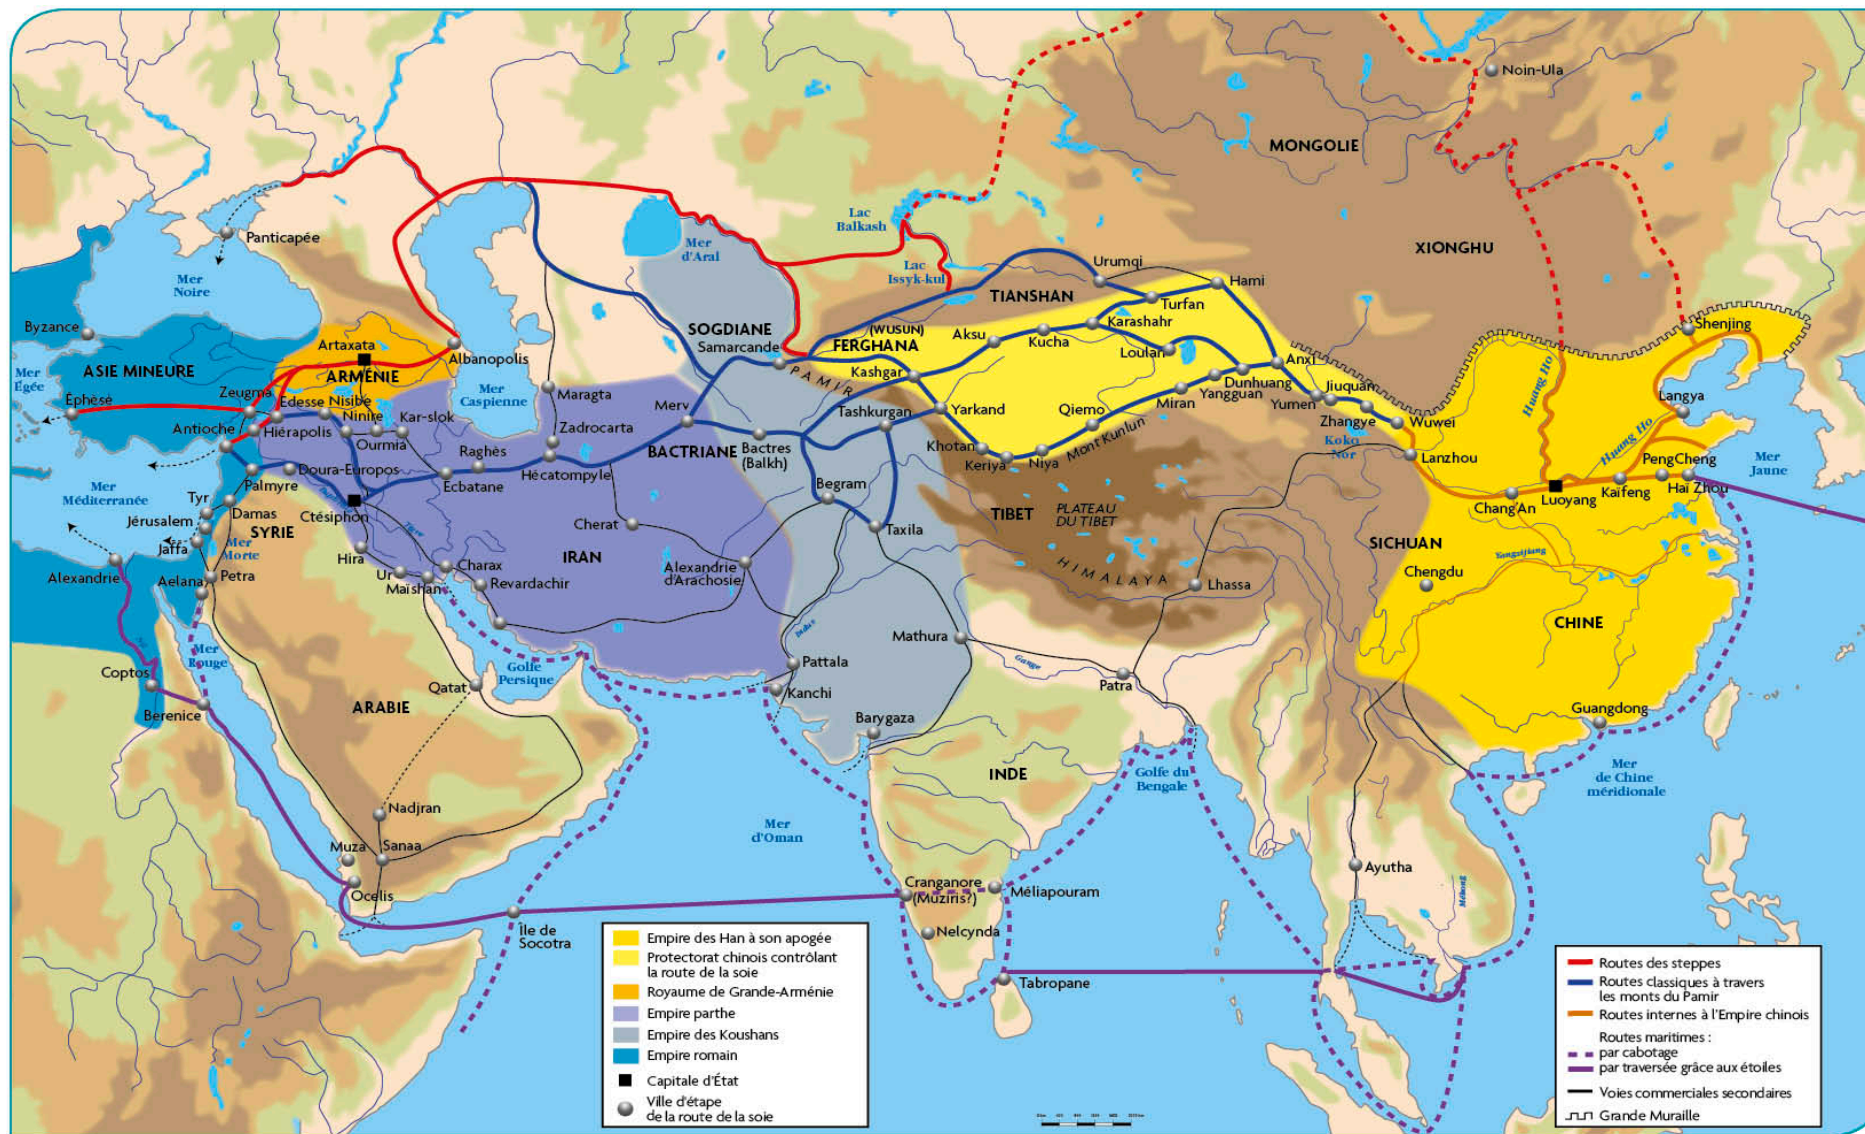 Noin-Ula
MONGOLIE
XIONGHU
Lac
Balkash
Lac
Issyk-kul
Panticapée
Mer
d'Aral
Mer
Noire
Urumqi
Hami
TIANSHAN
Turfan
Byzance
Artaxata
Albanopolis
ARMÉNIE
SOGDIANE
Samarcande
(WUSUN)
FERGHANA
Aksu
Kucha
Karashahr
Loulan
Shenjing
Mer
Égée
ASIE MINEURE
Éphèse
Zeugma
Edesse
Nisibe
Ninire
Kar-slok
Mer
Caspienne
Maragta
Merv
PAMIR
Kashgar
Tashkurgan
Yarkand
Qiemo
Miran
Yangguan
Dunhuang
Anxi
Yumen
Jiuquan
Zhangye
Wuwei
Huang Ho
Langya
Antioche
Hiérapolis
Ourmia
Zadrocarta
Raghès
Hécatompyle
BACTRIANE
Bactres
(Balkh)
Khotan
Keriya
Niya
Mont Kunlun
Koko
Nor
Lanzhou
Huang Ho
PengCheng
Mer
Jaune
Doura-Europos
Palmyre
Ecbatane
Mer
Méditerranée
Tyr
Damas
Ctésiphon
Tigre
Begram
Taxila
TIBET
PLATEAU
DU TIBET
Chang'An
Luoyang
Kaïfeng
Haï Zhou
Jérusalem
SYRIE
Jaffa
Mer
Morte
Cherat
IRAN
SICHUAN
Yangzijiang
Alexandrie
Aelana
Petra
Hira
Ur
Maïshan
Charax
Revardachir
Alexandrie
d'Arachosie
HIMALAYA
Lhassa
Chengdu
CHINE
Nil
Mer
Rouge
Coptos
Berenice
Golfe
Persique
Qatat
ARABIE
Indus
Pattala
Kanchi
Mathura
Gange
Patra
Barygaza
Guangdong
Nadjran
INDE
Golfe du
Bengale
Mer
de Chine
méridionale
Muza
Sanaa
Ocelis
Mer
d'Oman
Île de
Socotra
Cranganore
(Muziris?)
Méliapouram
Nelcynda
Tabropane
Ayutha
Mékong
Empire des Han à son apogée
Protectorat chinois contrôlant
la route de la soie
Royaume de Grande-Arménie
Empire parthe
Empire des Koushans
Empire romain
Capitale d'État
Ville d'étape
de la route de la soie
Routes des steppes
Routes classiques à travers
les monts du Pamir
Routes internes à l'Empire chinois
Routes maritimes :
par cabotage
par traversée grâce aux étoiles
Voies commerciales secondaires
Grande Muraille